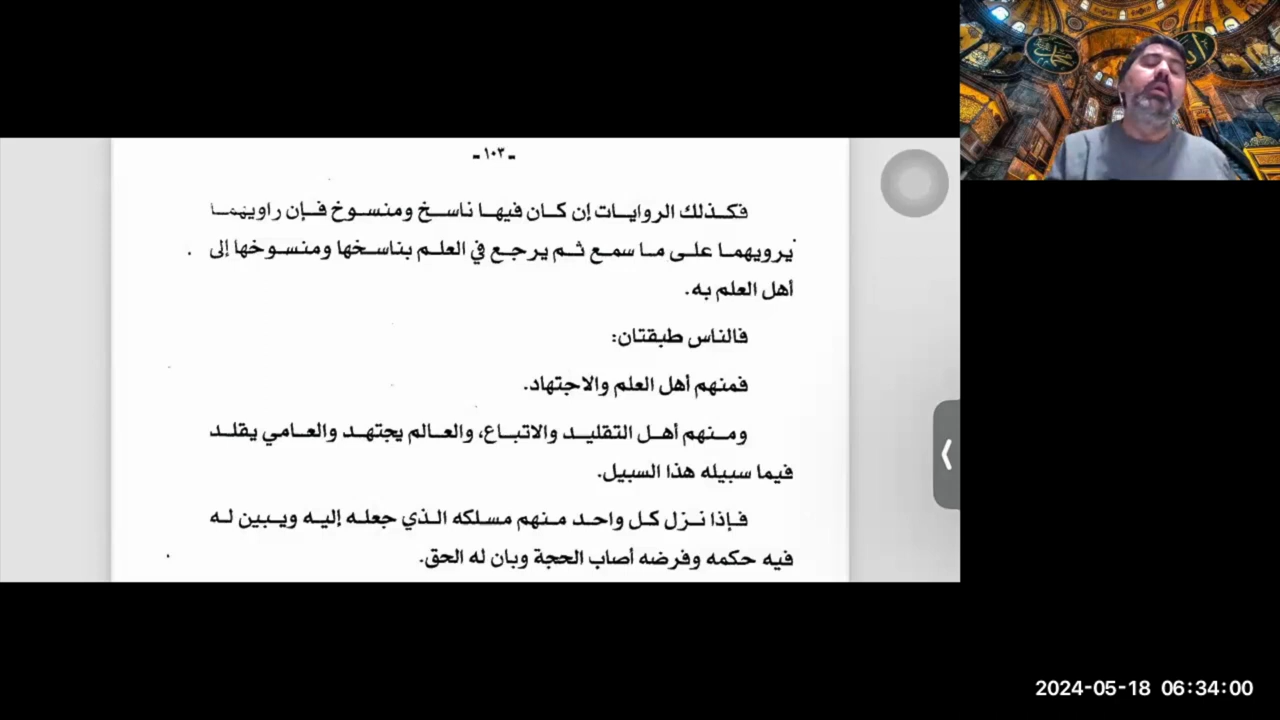 - ١٠٣ -
فكذلك الروايات إن كان فيها ناسخ ومنسوخ فإن راويهما
يرويهما على ما سمع ثم يرجع في العلم بناسخها ومنسوخها إلى
أهل العلم به.
فالناس طبقتان:
فمنهم أهل العلم والاجتهاد.
ومنهم أهل التقليد والاتباع، والعالم يجتهد والعامي يقلد
فيما سبيله هذا السبيل.
فإذا نزل كل واحد منهم مسلكه الذي جعله إليه ويبين له
فيه حكمه وفرضه أصاب الحجة وبان له الحق.
محمد
2024-05-18 06:34:00